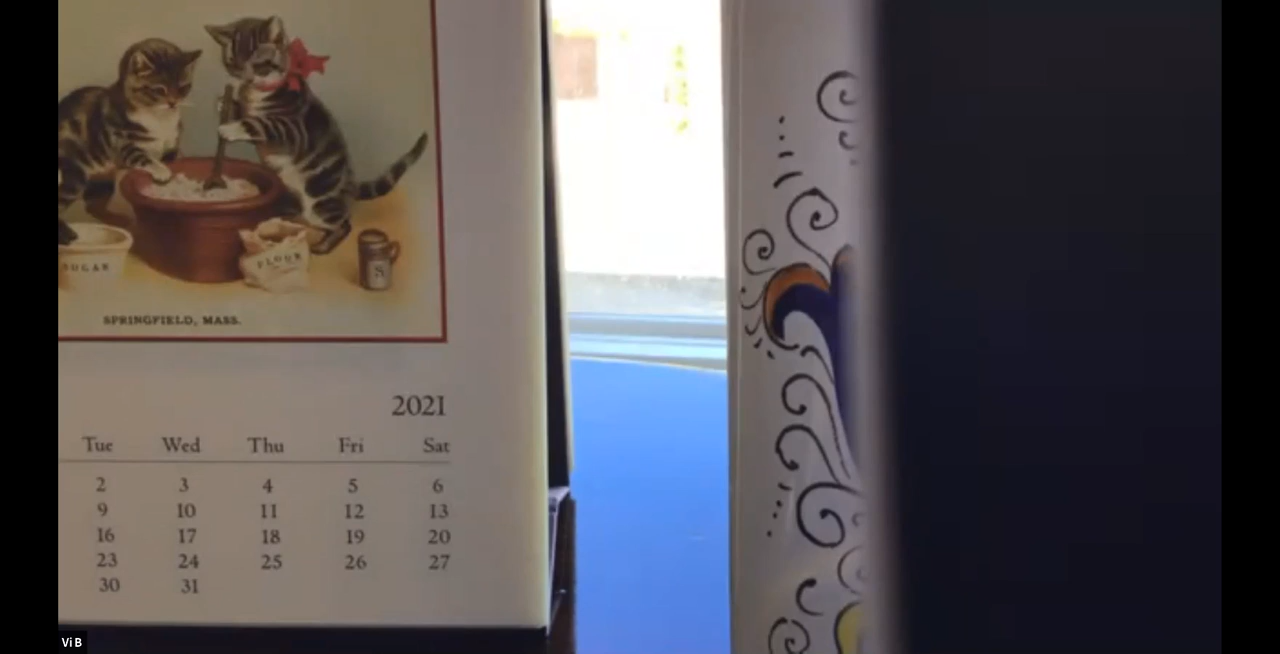 SUGAR
FLOUR
S
SPRINGFIELD, MASS.
2021
Tue Wed Thu Fri Sat
2 3 4 5 6
9 10 11 12 13
16 17 18 19 20
23 24 25 26 27
30 31
Vi B